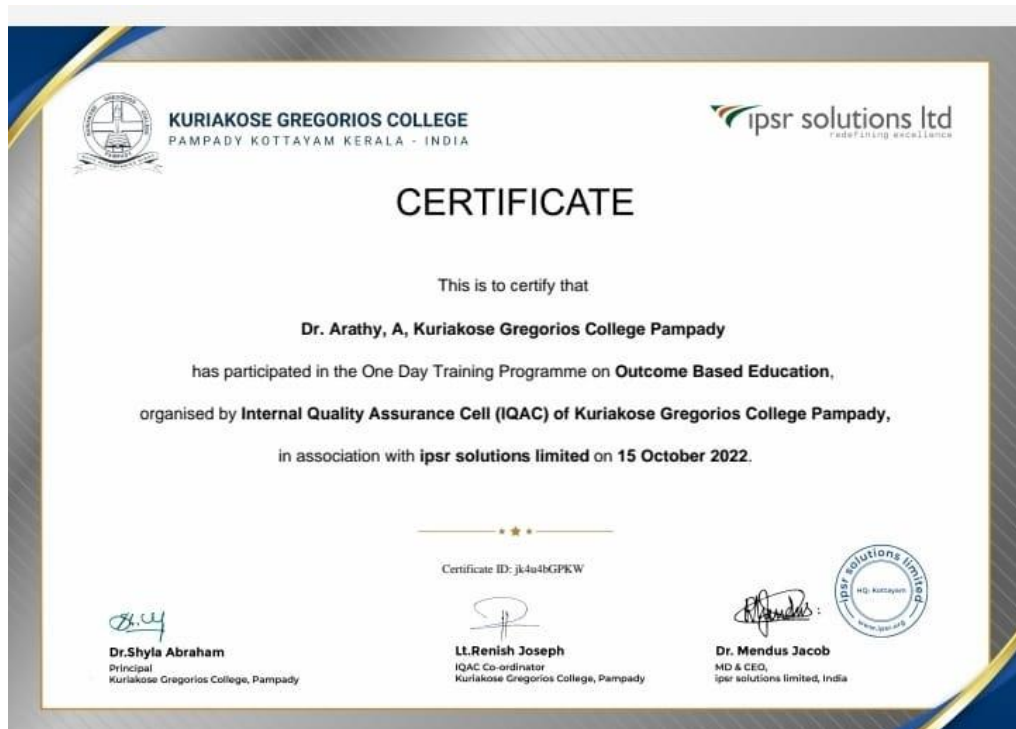 KURIAKOSE GREGORIOS COLLEGE
PAMPADY KOTTAYAM KERALA - INDIA
ipsr solutions ltd
redefining excellence
CERTIFICATE
This is to certify that
Dr. Arathy, A, Kuriakose Gregorios College Pampady
has participated in the One Day Training Programme on Outcome Based Education,
organised by Internal Quality Assurance Cell (IQAC) of Kuriakose Gregorios College Pampady,
in association with ipsr solutions limited on 15 October 2022.
Certificate ID: jk4u4bGPKW
ipsr solutions limited
HQ: Kottayam
www.ipsr.org
Dr.Shyla Abraham
Principal
Kuriakose Gregorios College, Pampady
Lt.Renish Joseph
IQAC Co-ordinator
Kuriakose Gregorios College, Pampady
Dr. Mendus Jacob
MD & CEO,
ipsr solutions limited, India